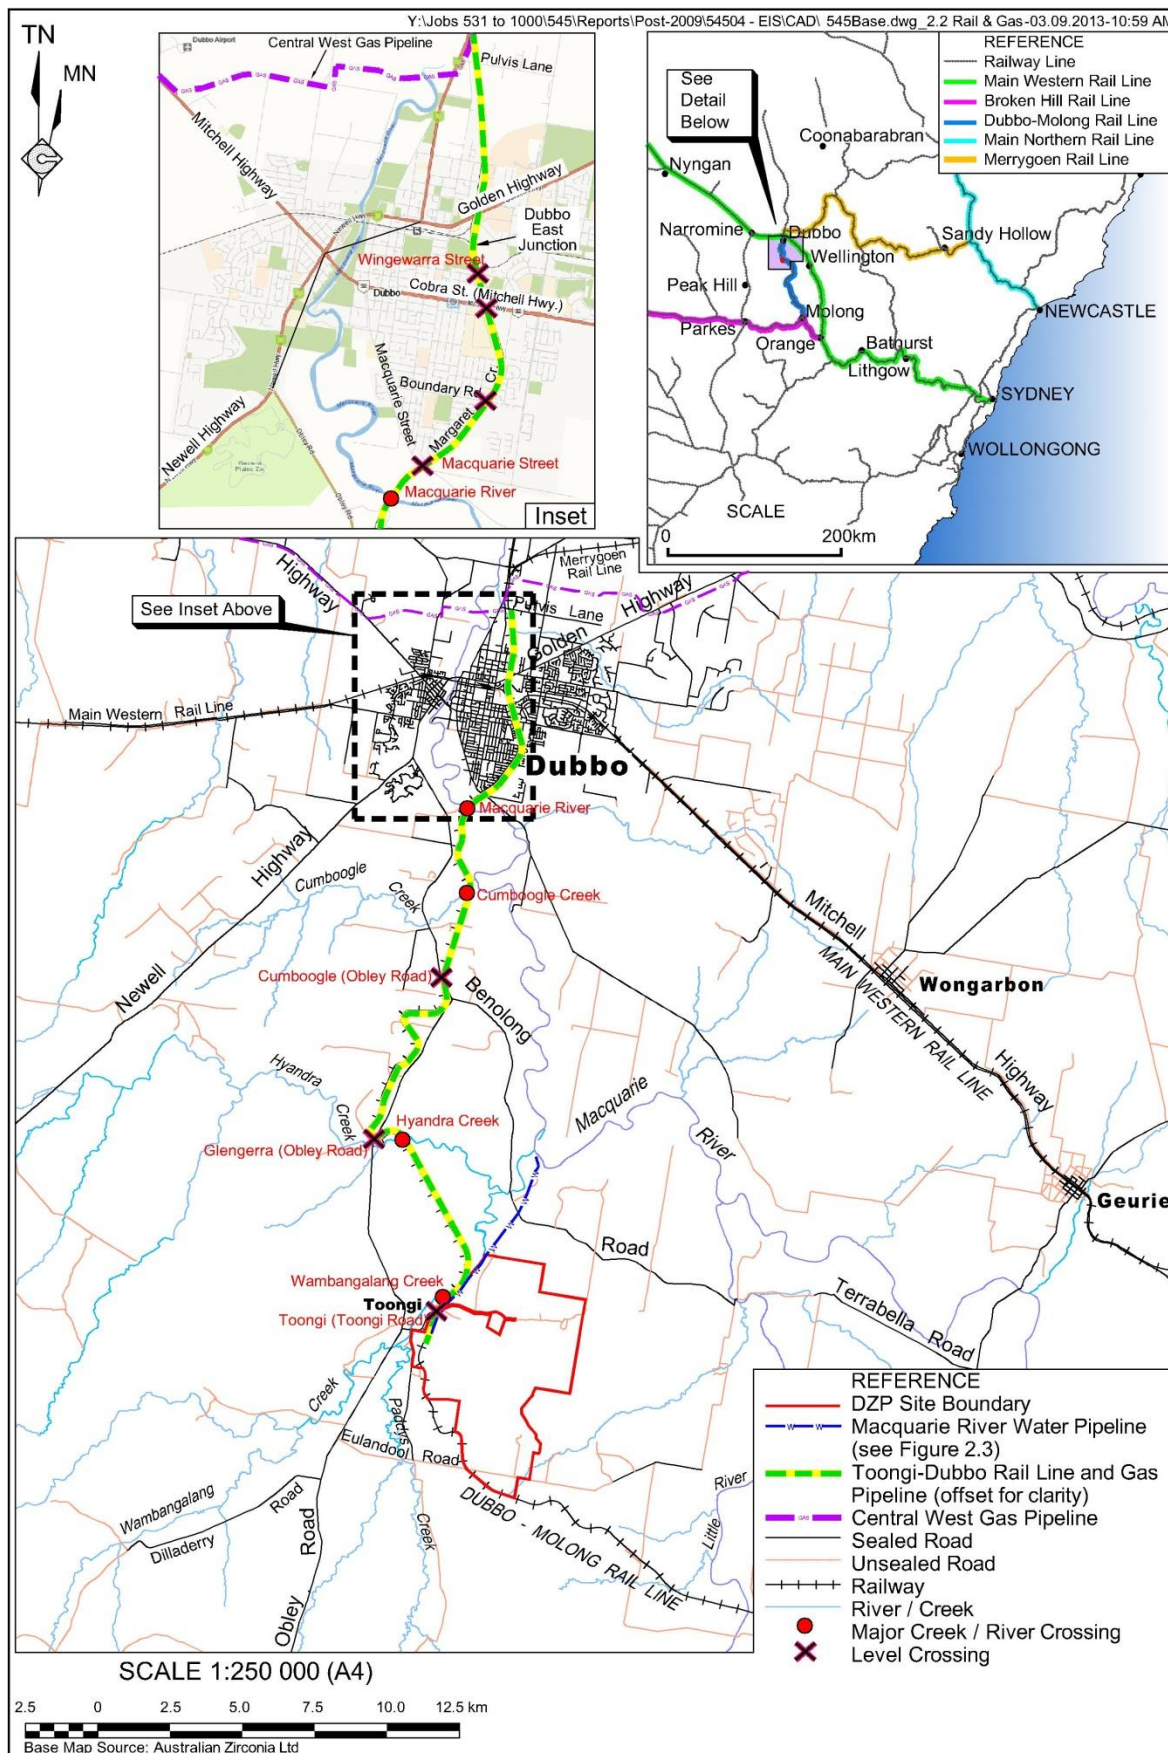 Y:\Jobs 531 to 1000\545\Reports\Post-2009\54504 - EIS\CAD\ 545Base.dwg_2.2 Rail & Gas-03.09.2013-10:59 AM
TN
MN
Dubbo Airport
Central West Gas Pipeline
Pulvis Lane
Mitchell Highway
Golden Highway
Newell Hwy
Dubbo
East
Junction
Wingewarra Street
Cobra St. (Mitchell Hwy.)
Dubbo
Macquarie Street
Boundary Rd.
Margaret Cr.
Newell Highway
Obley Rd
Macquarie Street
Macquarie River
Inset
See
Detail
Below
REFERENCE
Railway Line
Main Western Rail Line
Broken Hill Rail Line
Dubbo-Molong Rail Line
Main Northern Rail Line
Merrygoen Rail Line
Coonabarabran
Nyngan
Narromine
Dubbo
Sandy Hollow
Wellington
Peak Hill
Molong
NEWCASTLE
Parkes
Orange
Bathurst
Lithgow
SYDNEY
WOLLONGONG
SCALE
0
200km
See Inset Above
Highway
Merrygoen
Rail Line
Purvis Lane
Golden
Highway
Main Western Rail Line
Dubbo
Macquarie River
Highway
Cumboogle
Creek
Cumboogle Creek
Newell
Cumboogle (Obley Road)
Benolong
Mitchell
MAIN WESTERN RAIL LINE
Wongarbon
Highway
Hyandra
Creek
Hyandra Creek
Glengerra (Obley Road)
Macquarie
River
Geurie
Road
Wambangalang Creek
Toongi
Toongi (Toongi Road)
Terrabella Road
Creek
Paddys
Eulandool Road
Wambangalang
Dilladerry
Road
Road
Creek
Obley
DUBBO - MOLONG RAIL LINE
River
Little
REFERENCE
DZP Site Boundary
Macquarie River Water Pipeline
(see Figure 2.3)
Toongi-Dubbo Rail Line and Gas
Pipeline (offset for clarity)
Central West Gas Pipeline
Sealed Road
Unsealed Road
Railway
River / Creek
Major Creek / River Crossing
Level Crossing
SCALE 1:250 000 (A4)
2.5 0 2.5 5.0 7.5 10.0 12.5 km
Base Map Source: Australian Zirconia Ltd